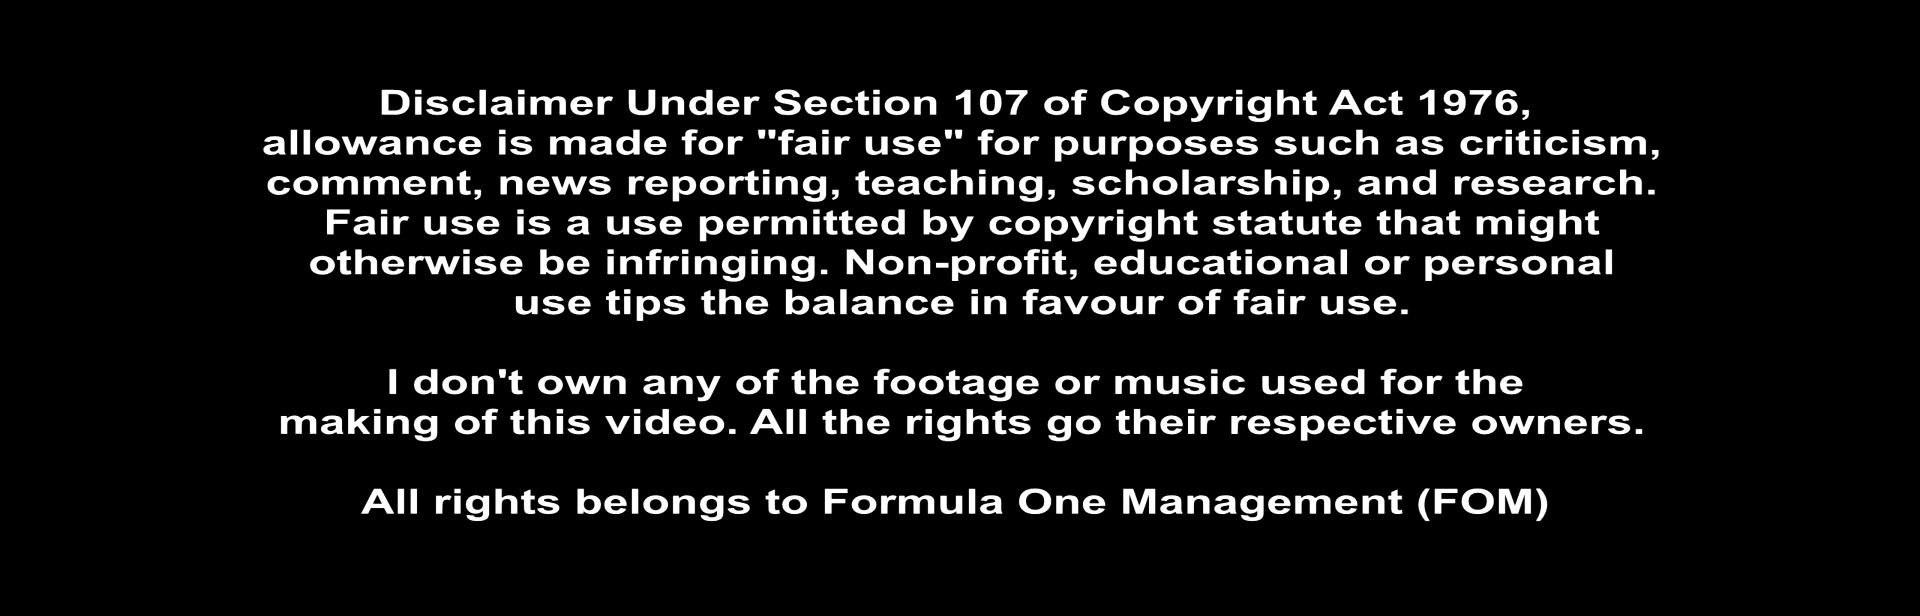 Disclaimer Under Section 107 of Copyright Act 1976,
allowance is made for "fair use" for purposes such as criticism,
comment, news reporting, teaching, scholarship, and research.
Fair use is a use permitted by copyright statute that might
otherwise be infringing. Non-profit, educational or personal
use tips the balance in favour of fair use.
I don't own any of the footage or music used for the
making of this video. All the rights go their respective owners.
All rights belongs to Formula One Management (FOM)